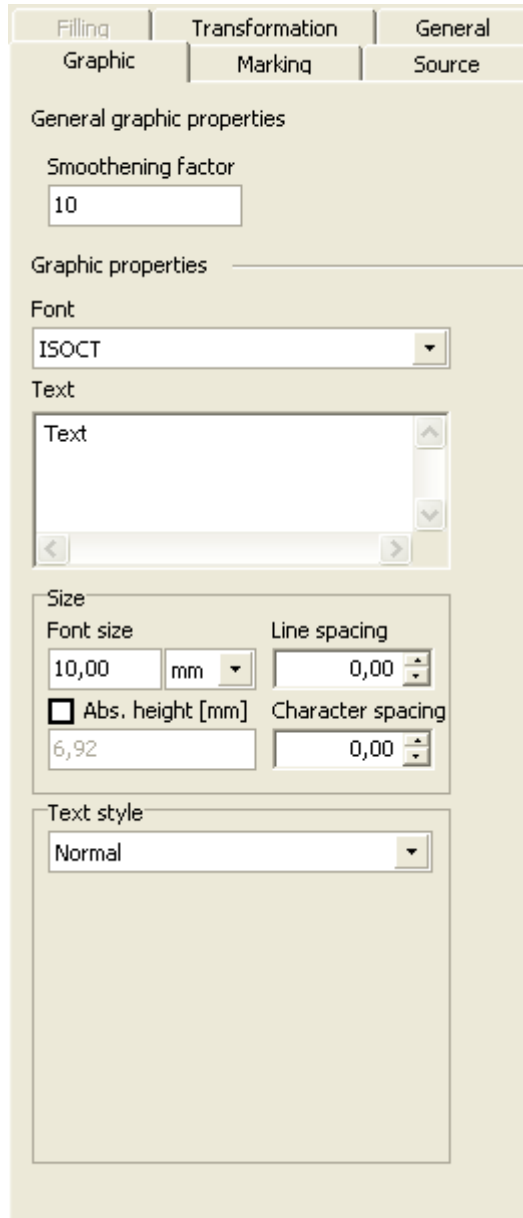 Filling Transformation General
Graphic Marking Source
General graphic properties
Smoothening factor
10
Graphic properties
Font
ISOCT
Text
Text
Size
Font size Line spacing
10,00 mm 0,00
Abs. height [mm] Character spacing
6,92 0,00
Text style
Normal